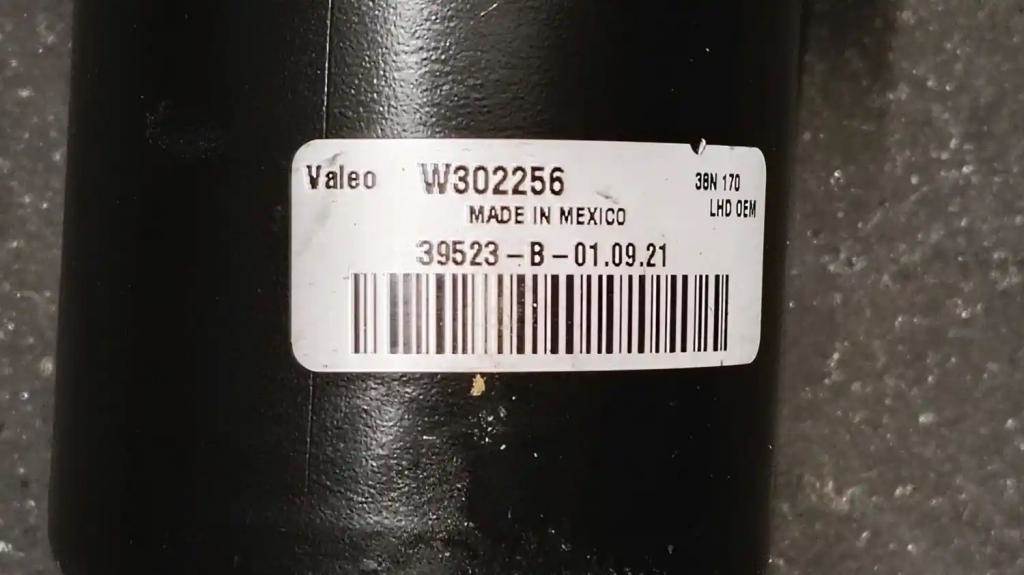 Valeo W302256 38N 170
MADE IN MEXICO LHD OEM
39523-B-01.09.21